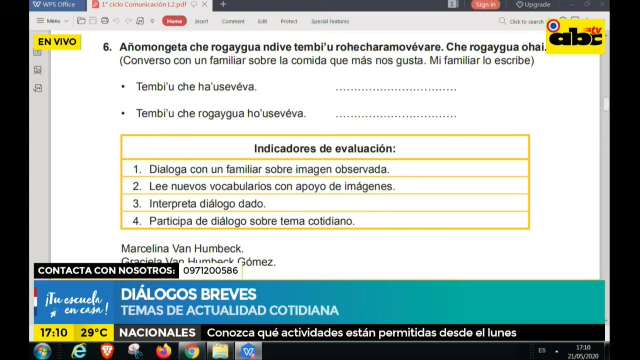 WPS Office
1° ciclo Comunicación L2.pdf
Sign in
Upgrade
Menu
Home
Insert
Comment
Edit
Page
Protect
Special Features
EN VIVO
abc tv
6. Añomongeta che rogaygua ndive tembi'u rohecharamovévare. Che rogaygua ohai.
(Converso con un familiar sobre la comida que más nos gusta. Mi familiar lo escribe)
• Tembi'u che ha'usevéva. ................................
• Tembi'u che rogaygua ho'usevéva. ................................
Indicadores de evaluación:
1. Dialoga con un familiar sobre imagen observada.
2. Lee nuevos vocabularios con apoyo de imágenes.
3. Interpreta diálogo dado.
4. Participa de diálogo sobre tema cotidiano.
Marcelina Van Humbeck.
Graciela Van Humbeck Gómez.
CONTACTA CON NOSOTROS: 0971200586
¡Tu escuela en casa!
DIÁLOGOS BREVES
TEMAS DE ACTUALIDAD COTIDIANA
17:10 29°C NACIONALES Conozca qué actividades están permitidas desde el lunes
ES 17:10
21/05/2020